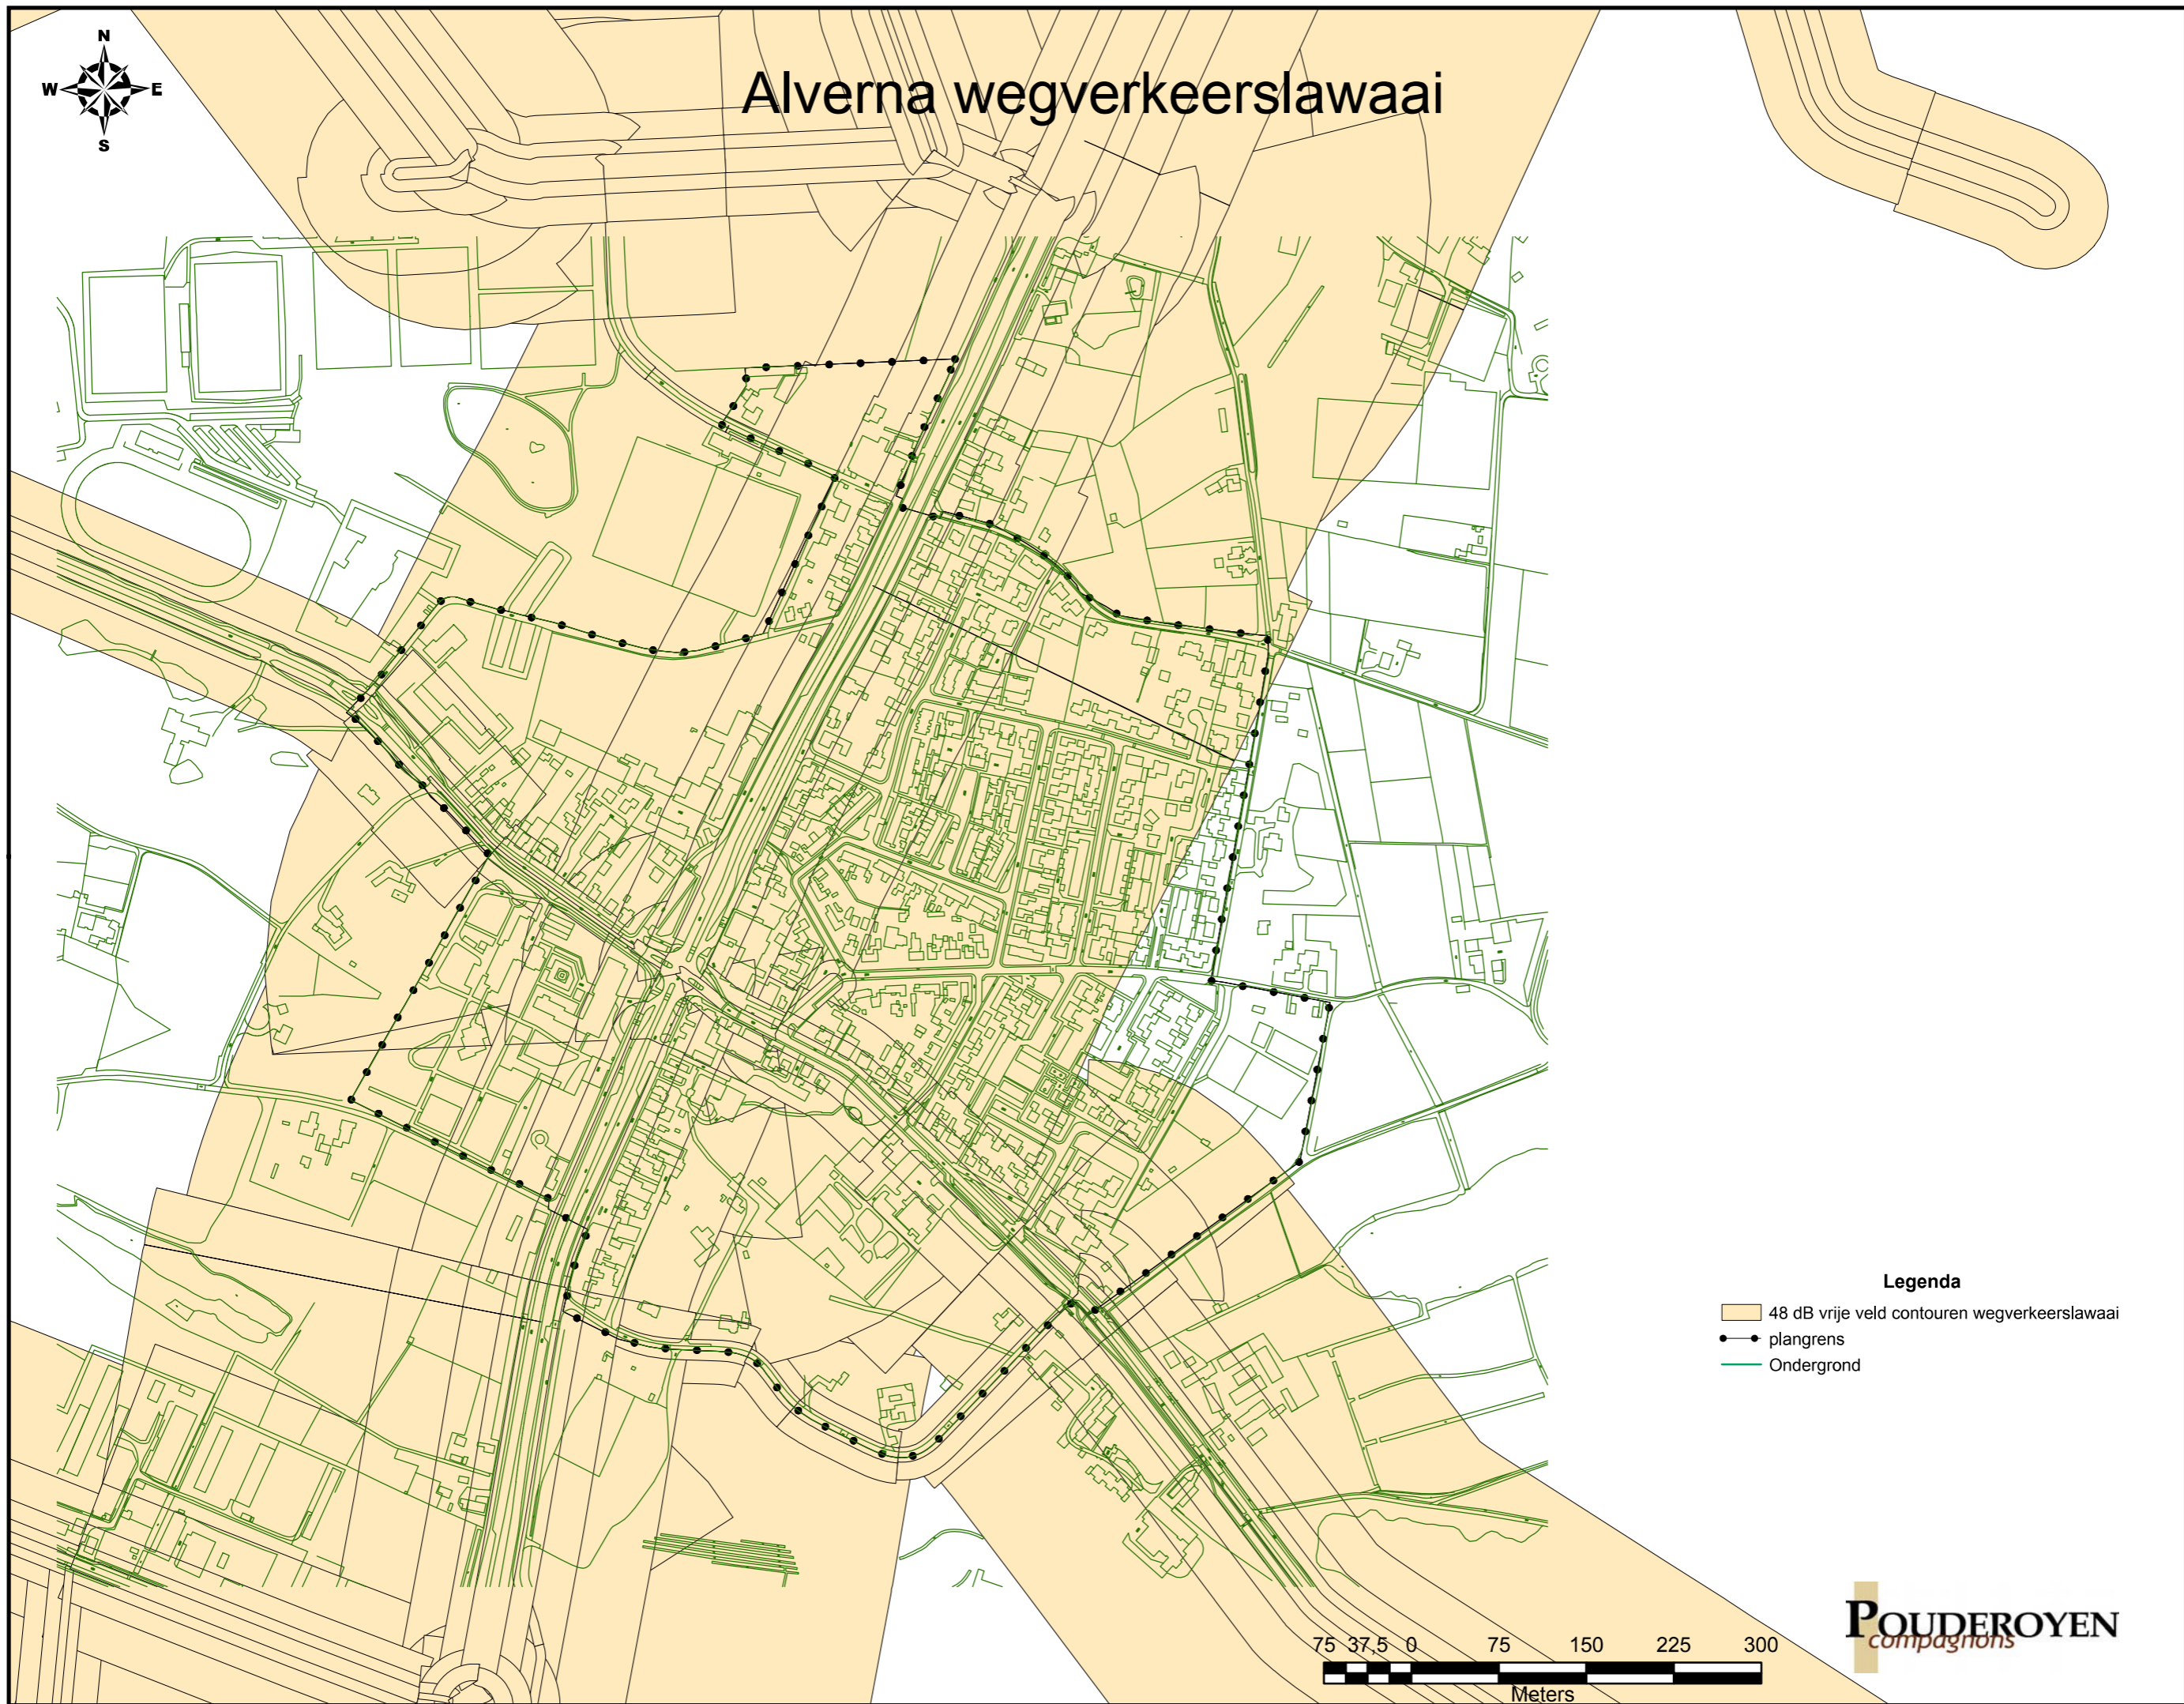 N
W E
S
Alverna wegverkeerslawaai
Legenda
48 dB vrije veld contouren wegverkeerslawaai
plangrens
Ondergrond
75 37,5 0 75 150 225 300
Meters
POUDEROYEN
compagnons